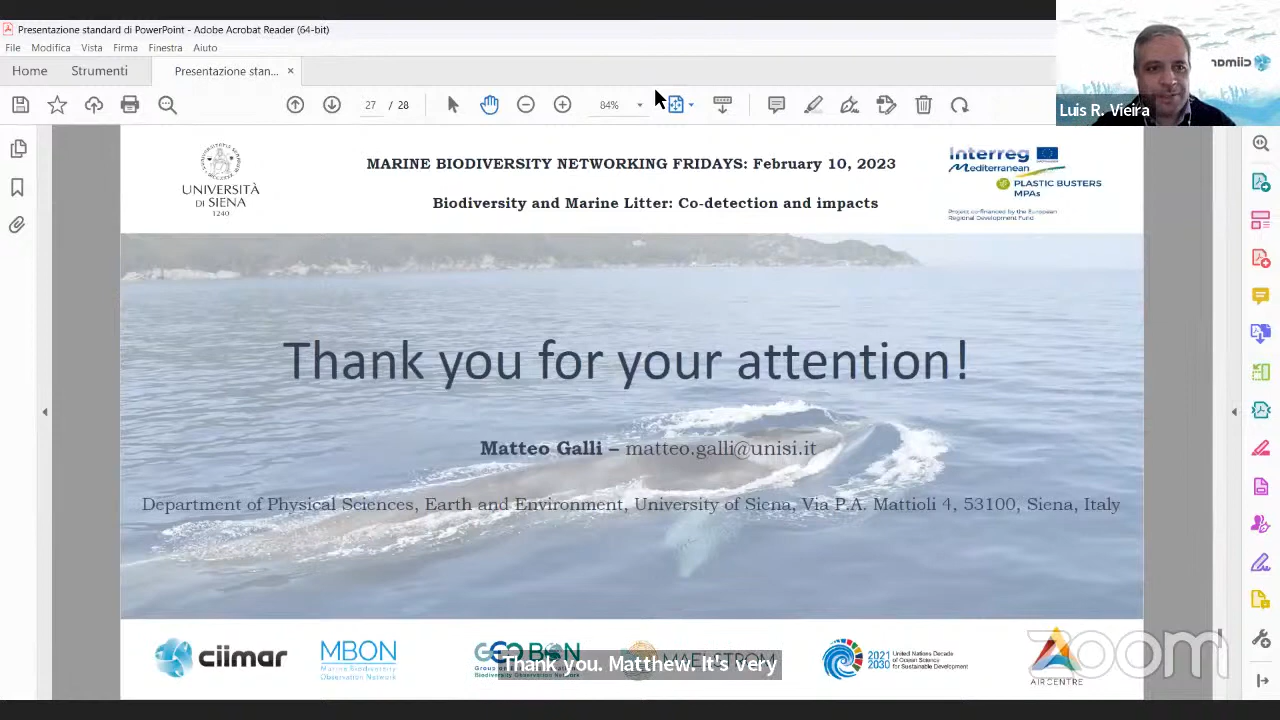 Presentazione standard di PowerPoint - Adobe Acrobat Reader (64-bit)
File Modifica Vista Firma Finestra Aiuto
Home Strumenti Presentazione stan... ×
27 / 28 84%
Luis R. Vieira
ciimar
UNIVERSITÀ
DI SIENA
1240
MARINE BIODIVERSITY NETWORKING FRIDAYS: February 10, 2023
Biodiversity and Marine Litter: Co-detection and impacts
Interreg
Mediterranean
PLASTIC BUSTERS
MPAs
Project co-financed by the European
Regional Development Fund
Thank you for your attention!
Matteo Galli – matteo.galli@unisi.it
Department of Physical Sciences, Earth and Environment, University of Siena, Via P.A. Mattioli 4, 53100, Siena, Italy
ciimar
MBON
Marine Biodiversity
Observation Network
GEO BON
Biodiversity Observation Network
MAELSTROM
2021
2030
United Nations Decade
of Ocean Science
for Sustainable Development
AIRCENTRE
zoom
Thank you. Matthew. It's very